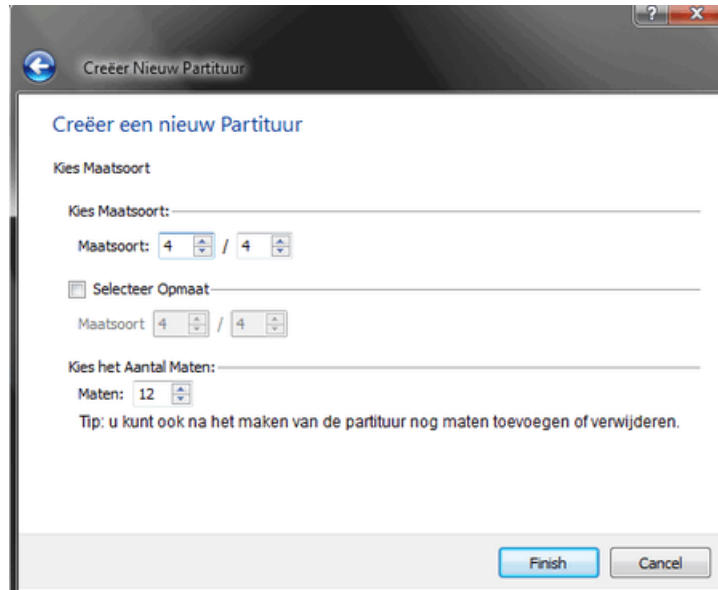 Creëer Nieuw Partituur
Creëer een nieuw Partituur
Kies Maatsoort
Kies Maatsoort:
Maatsoort: 4 / 4
Selecteer Opmaat
Maatsoort 4 / 4
Kies het Aantal Maten:
Maten: 12
Tip: u kunt ook na het maken van de partituur nog maten toevoegen of verwijderen.
Finish Cancel